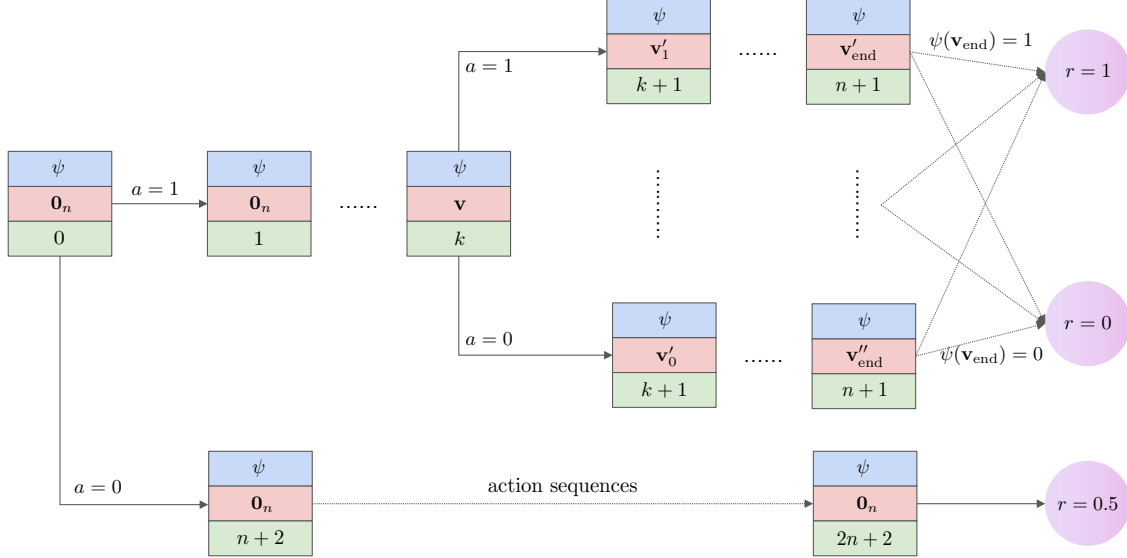 ψ
v′₁
k + 1
......
ψ
v′end
n + 1
ψ(vend) = 1
r = 1
a = 1
ψ
0ₙ
0
a = 1
ψ
0ₙ
1
......
ψ
v
k
a = 0
ψ
v′₀
k + 1
......
ψ
v′′end
n + 1
ψ(vend) = 0
r = 0
a = 0
ψ
0ₙ
n + 2
action sequences
ψ
0ₙ
2n + 2
r = 0.5